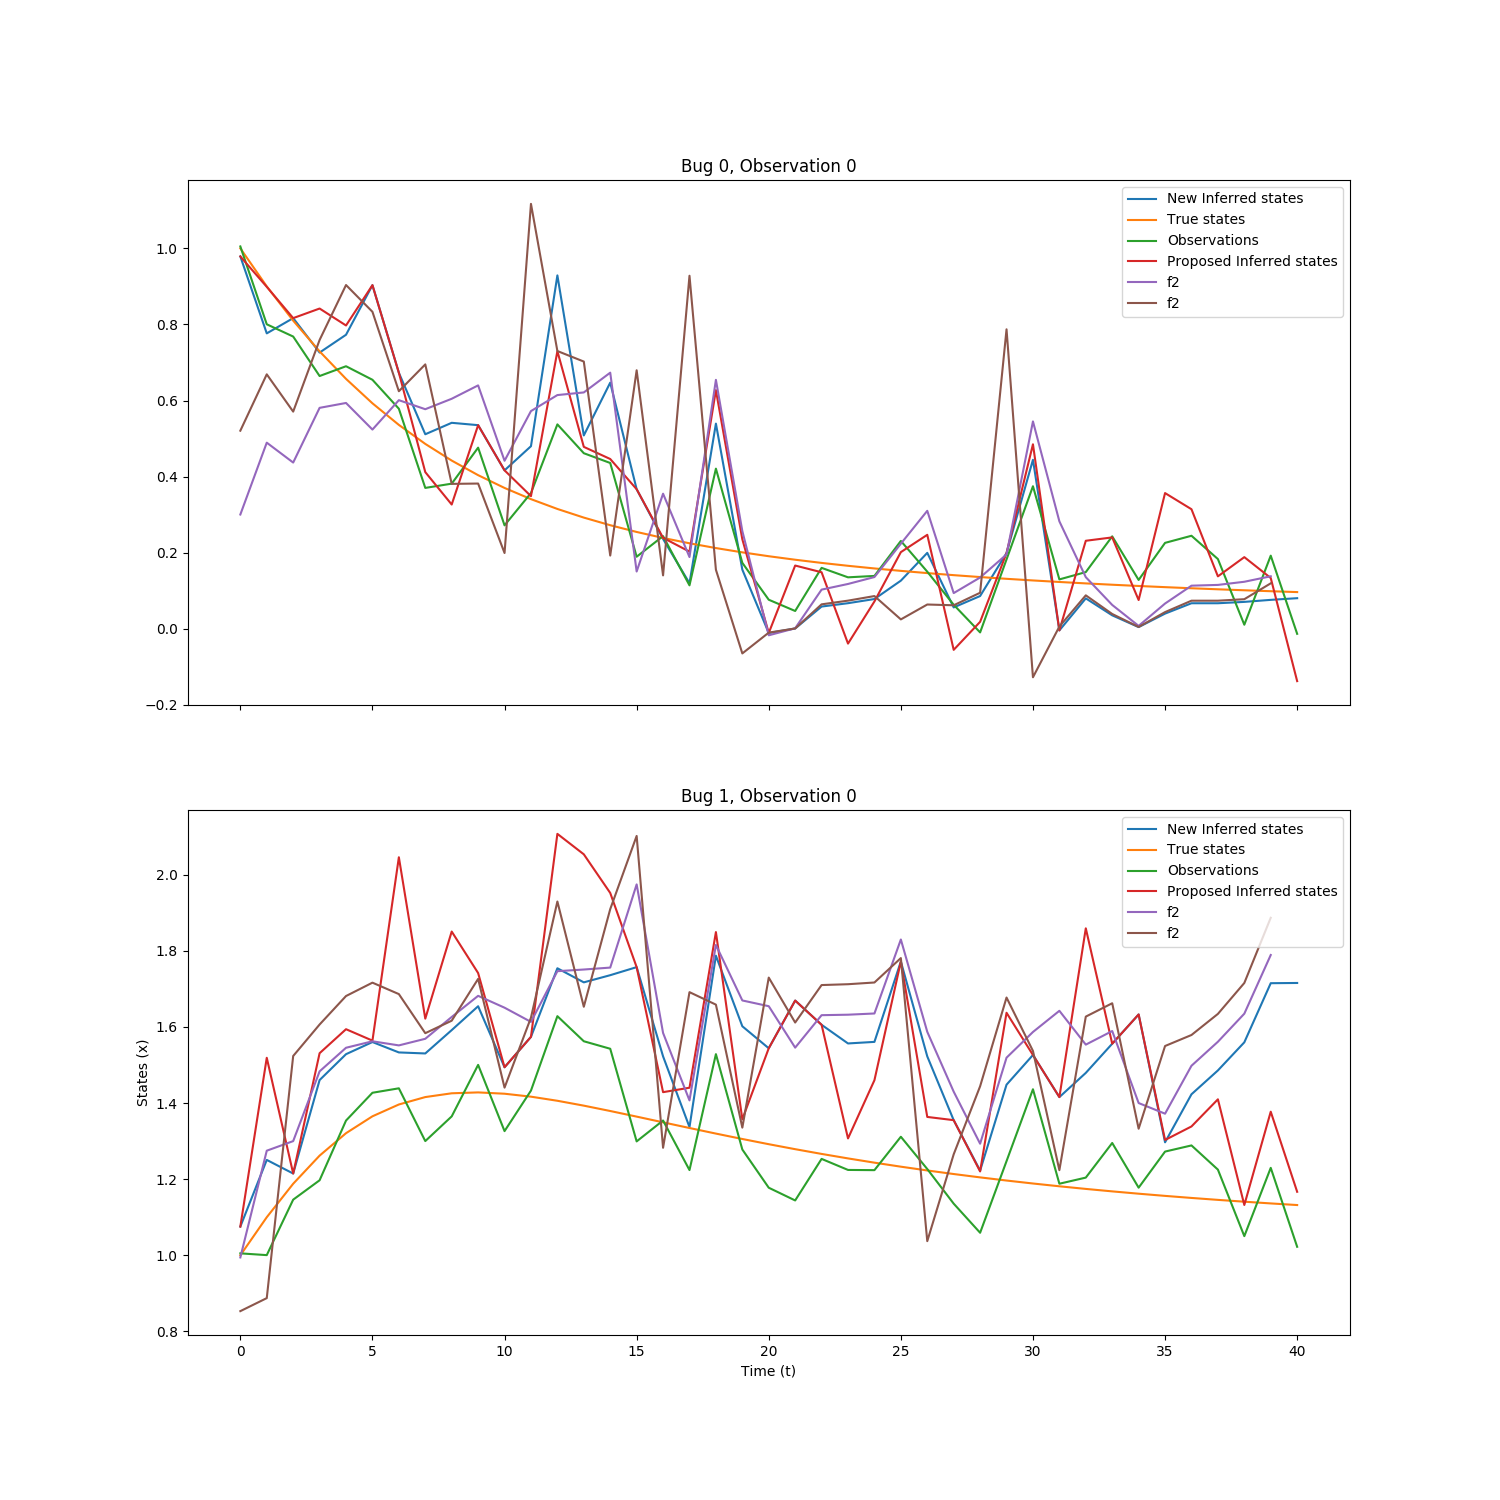 Bug 0, Observation 0
1.0
0.8
0.6
0.4
0.2
0.0
−0.2
New Inferred states
True states
Observations
Proposed Inferred states
f2
f2
Bug 1, Observation 0
States (x)
2.0
1.8
1.6
1.4
1.2
1.0
0.8
New Inferred states
True states
Observations
Proposed Inferred states
f2
f2
0 5 10 15 20 25 30 35 40
Time (t)